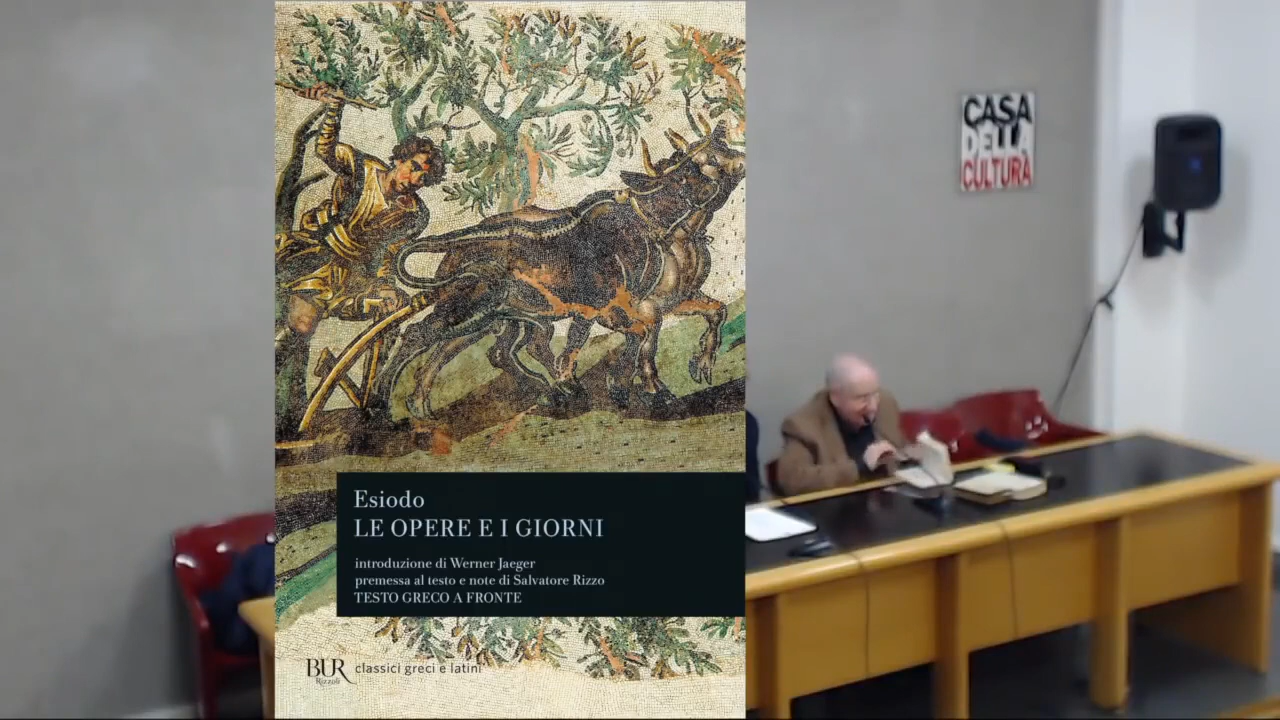 Esiodo
LE OPERE E I GIORNI
introduzione di Werner Jaeger
premessa al testo e note di Salvatore Rizzo
TESTO GRECO A FRONTE
BUR
Rizzoli
classici greci e latini
CASA
DELLA
CULTURA